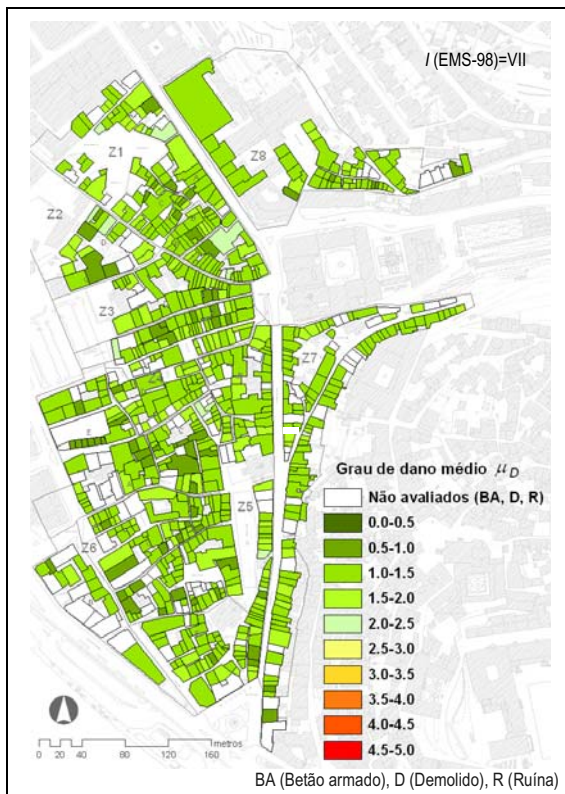 I (EMS-98)=VII
Z1
Z8
Z2
Z3
Z7
Z5
Z6
Grau de dano médio μD
Não avaliados (BA, D, R)
0.0-0.5
0.5-1.0
1.0-1.5
1.5-2.0
2.0-2.5
2.5-3.0
3.0-3.5
3.5-4.0
4.0-4.5
4.5-5.0
metros
0 20 40 80 120 160
BA (Betão armado), D (Demolido), R (Ruína)